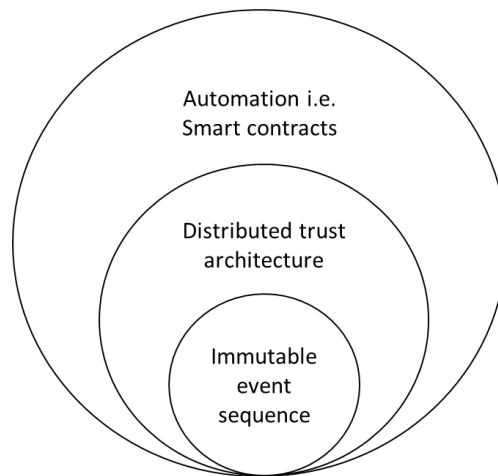 Automation i.e.
Smart contracts
Distributed trust
architecture
Immutable
event
sequence